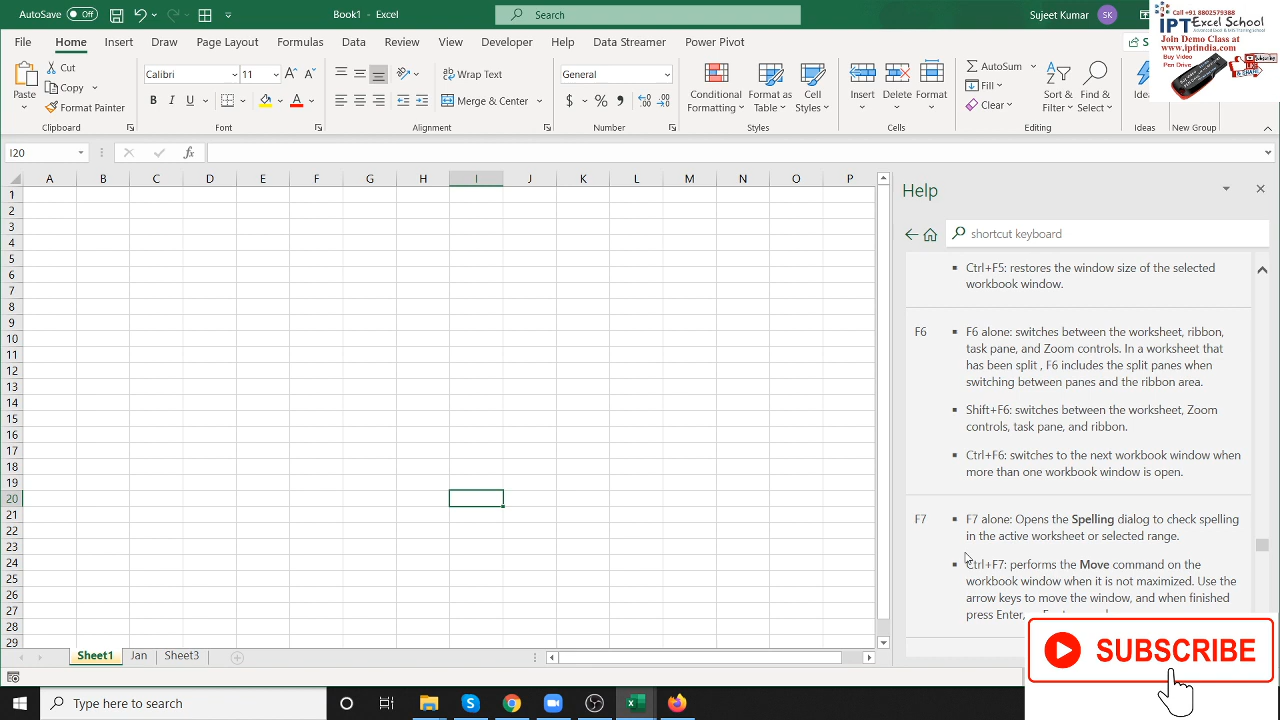 AutoSave Off
Book1 - Excel
Search
Sujeet Kumar
SK
Call +91 8802579388
IPT Excel School
Join Demo Class at
www.iptindia.com
Buy Video
Pen Drive
File Home Insert Draw Page Layout Formulas Data Review View Developer Help Data Streamer Power Pivot
Paste
Cut
Copy
Format Painter
Clipboard
Calibri 11 A A
B I U A
Font
Wrap Text
Merge & Center
Alignment
General
$ % ,
Number
Conditional Formatting
Format as Table
Cell Styles
Styles
Insert Delete Format
Cells
AutoSum
Fill
Clear
Sort & Filter
Find & Select
Editing
Ideas
Ideas
New Group
I20
fx
A B C D E F G H I J K L M N O P
1
2
3
4
5
6
7
8
9
10
11
12
13
14
15
16
17
18
19
20
21
22
23
24
25
26
27
28
29
Help
shortcut keyboard
Ctrl+F5: restores the window size of the selected
workbook window.
F6
F6 alone: switches between the worksheet, ribbon,
task pane, and Zoom controls. In a worksheet that
has been split , F6 includes the split panes when
switching between panes and the ribbon area.
Shift+F6: switches between the worksheet, Zoom
controls, task pane, and ribbon.
Ctrl+F6: switches to the next workbook window when
more than one workbook window is open.
F7
F7 alone: Opens the Spelling dialog to check spelling
in the active worksheet or selected range.
Ctrl+F7: performs the Move command on the
workbook window when it is not maximized. Use the
arrow keys to move the window, and when finished
press Enter,
Sheet1 Jan Sheet3
SUBSCRIBE
Type here to search